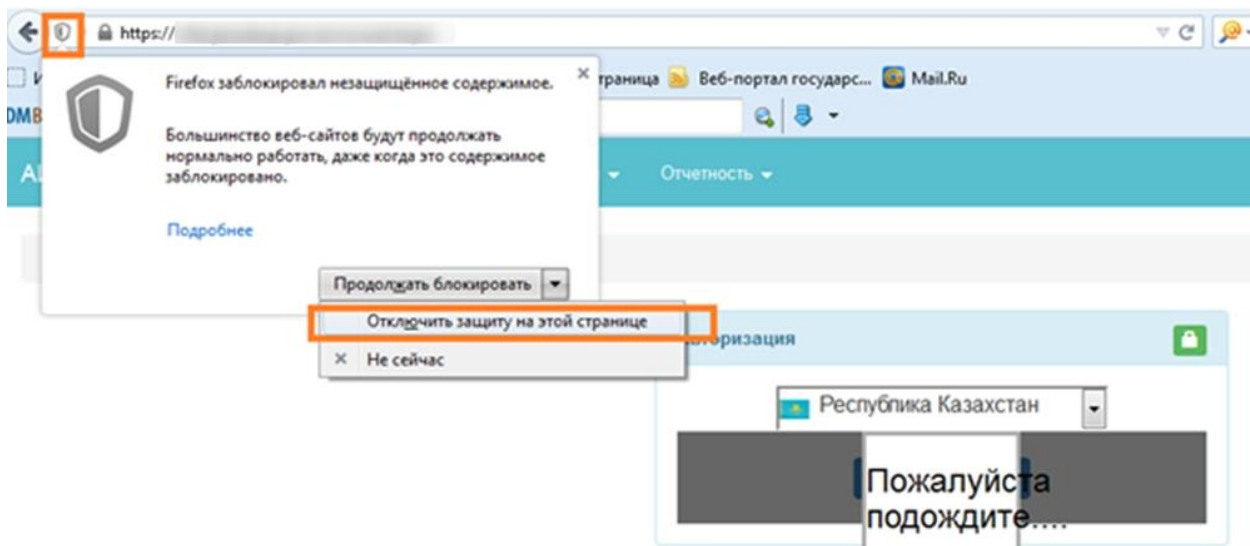 https://
Firefox заблокировал незащищённое содержимое.
траница Веб-портал государс... Mail.Ru
Большинство веб-сайтов будут продолжать
нормально работать, даже когда это содержимое
заблокировано.
Отчетность
Подробнее
Продолжать блокировать
Отключить защиту на этой странице
Не сейчас
оризация
Республика Казахстан
Пожалуйста
подождите....